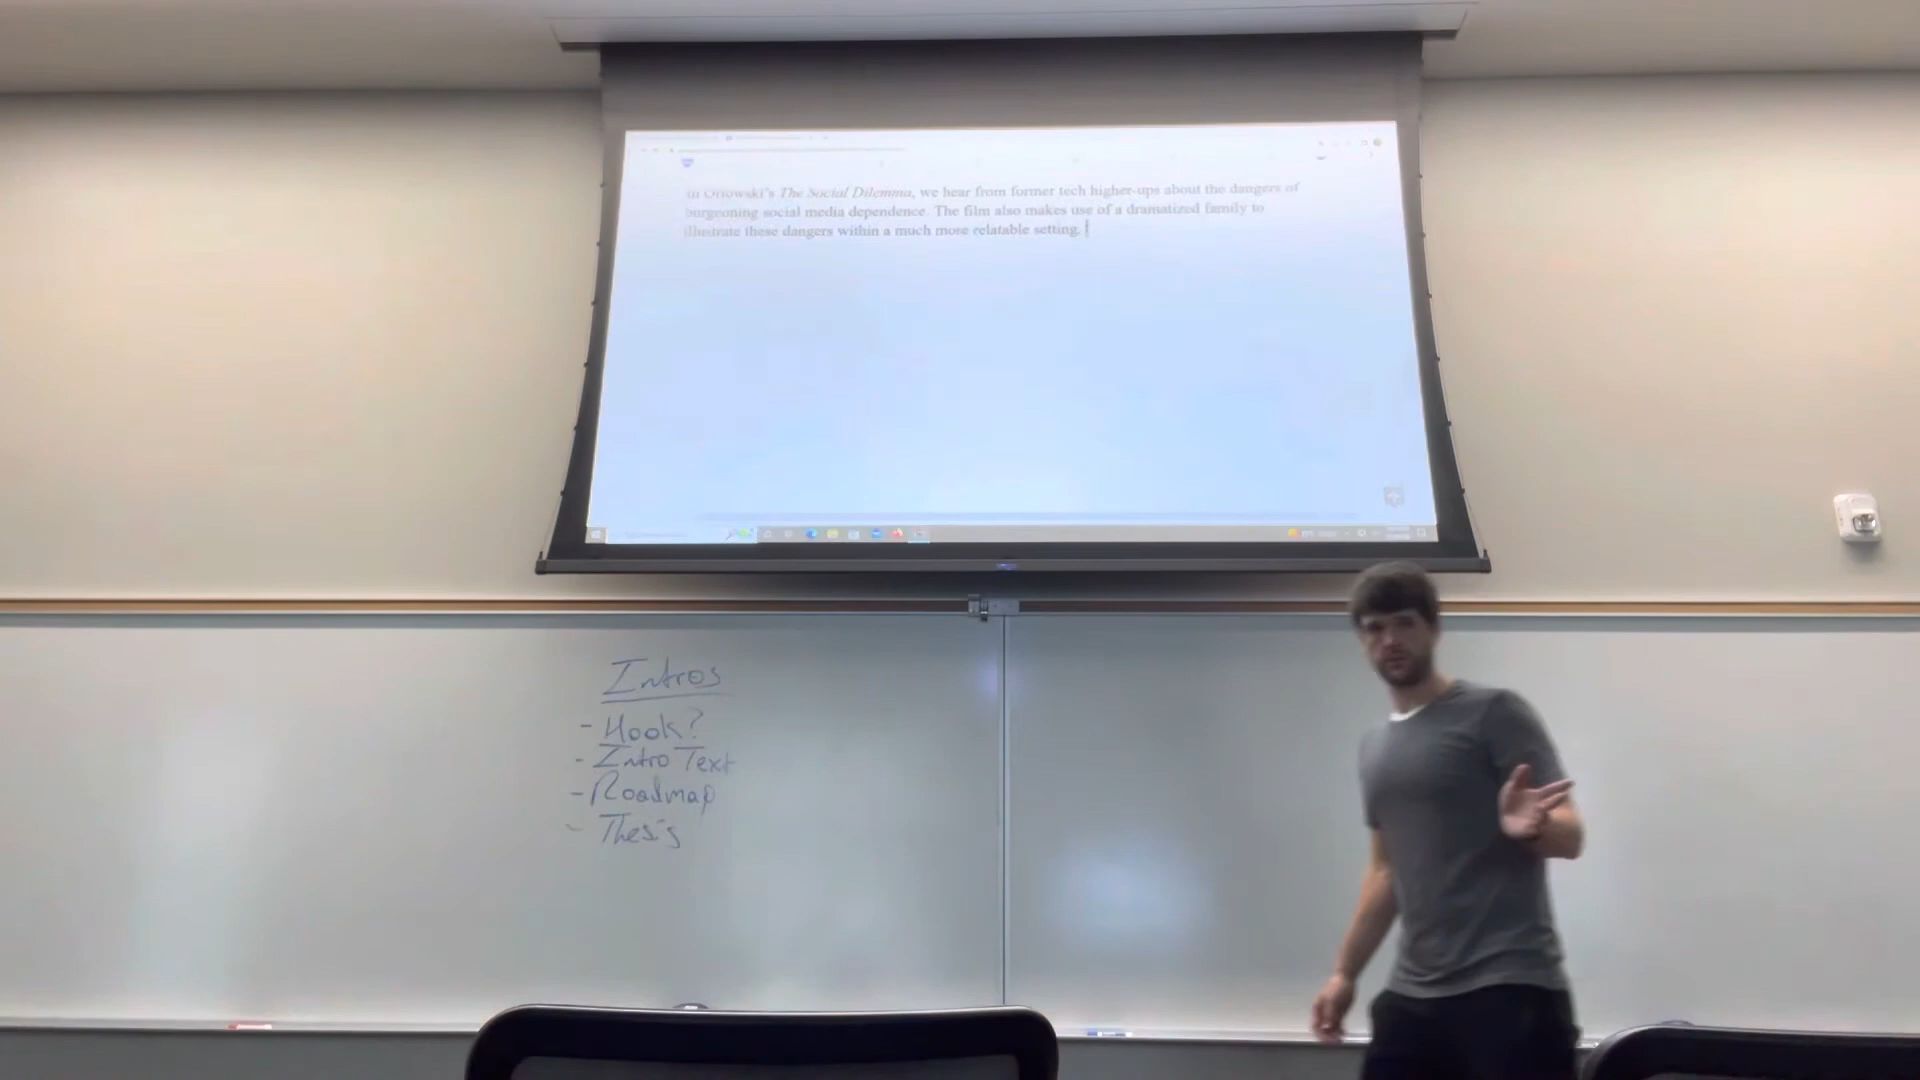 In Orlowski's The Social Dilemma, we hear from former tech higher-ups about the dangers of
burgeoning social media dependence. The film also makes use of a dramatized family to
illustrate these dangers within a much more relatable setting.
Intros
- Hook?
- Intro Text
- Roadmap
- Thesis